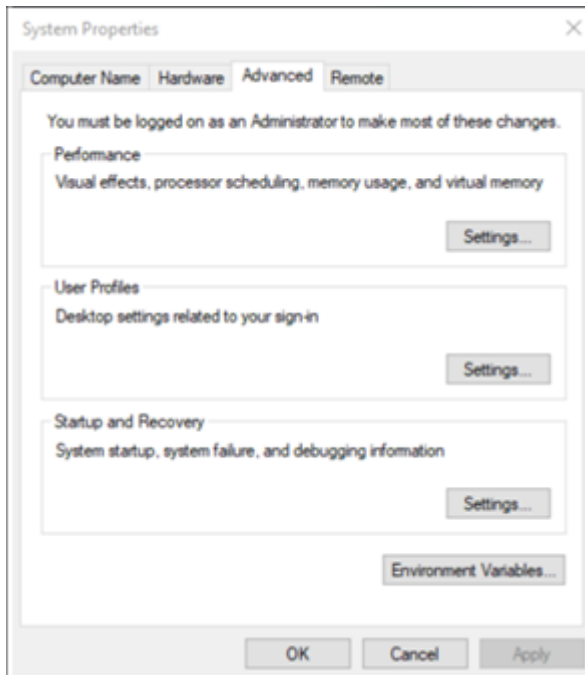 System Properties
Computer Name Hardware Advanced Remote
You must be logged on as an Administrator to make most of these changes.
Performance
Visual effects, processor scheduling, memory usage, and virtual memory
Settings...
User Profiles
Desktop settings related to your sign-in
Settings...
Startup and Recovery
System startup, system failure, and debugging information
Settings...
Environment Variables...
OK Cancel Apply